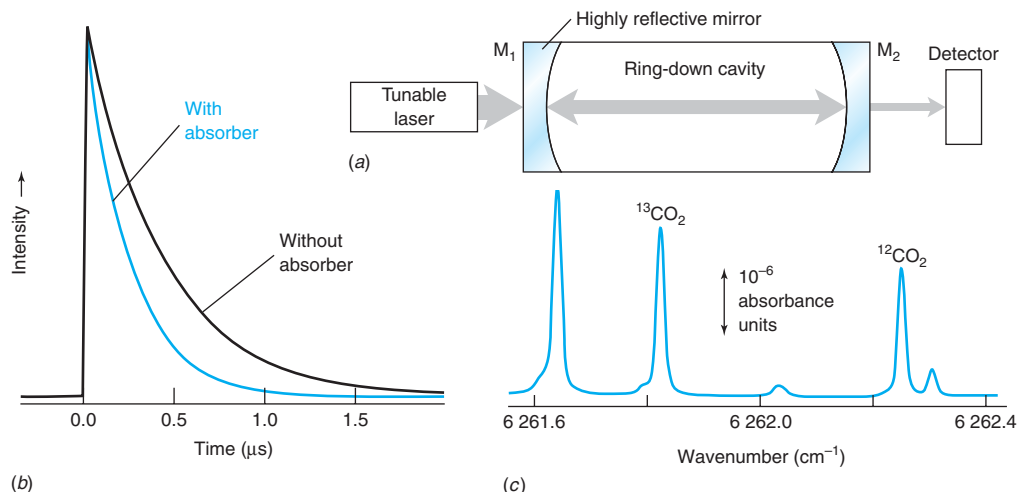 Highly reflective mirror
M₁
M₂
Ring-down cavity
Detector
Tunable
laser
(a)
With
absorber
Without
absorber
Intensity →
0.0
0.5
1.0
1.5
Time (μs)
(b)
¹³CO₂
¹²CO₂
10⁻⁶
absorbance
units
6 261.6
6 262.0
6 262.4
Wavenumber (cm⁻¹)
(c)